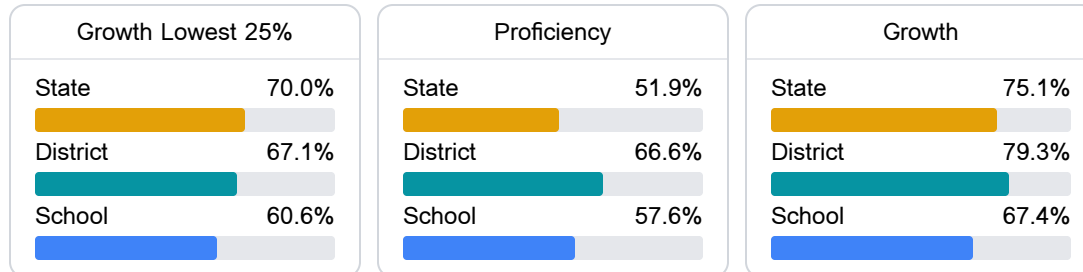 Growth Lowest 25%
State 70.0%
District 67.1%
School 60.6%
Proficiency
State 51.9%
District 66.6%
School 57.6%
Growth
State 75.1%
District 79.3%
School 67.4%